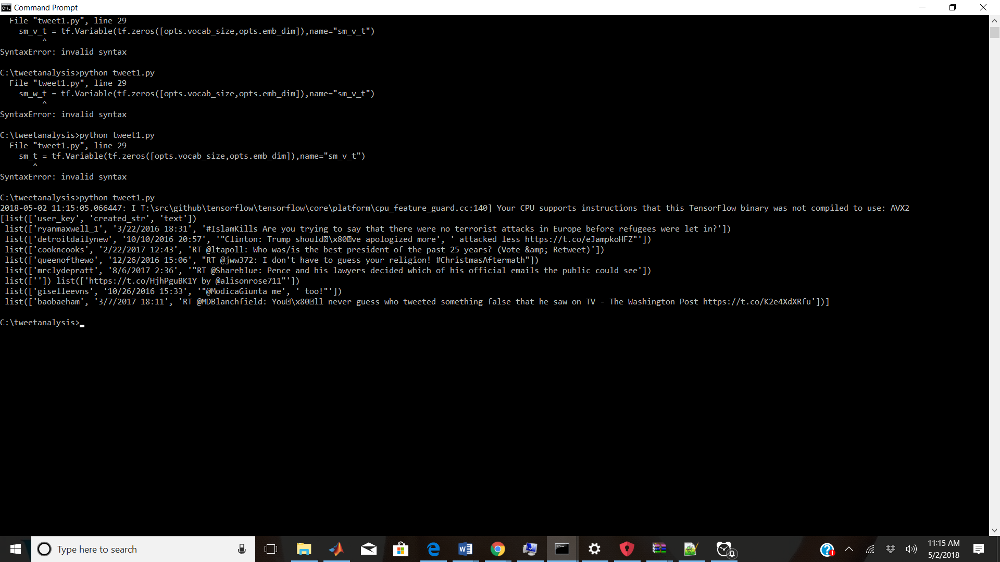 Command Prompt
File "tweet1.py", line 29
sm_v_t = tf.Variable(tf.zeros([opts.vocab_size,opts.emb_dim]),name="sm_v_t")
^
SyntaxError: invalid syntax
C:\tweetanalysis>python tweet1.py
File "tweet1.py", line 29
sm_w_t = tf.Variable(tf.zeros([opts.vocab_size,opts.emb_dim]),name="sm_v_t")
^
SyntaxError: invalid syntax
C:\tweetanalysis>python tweet1.py
File "tweet1.py", line 29
sm_t = tf.Variable(tf.zeros([opts.vocab_size,opts.emb_dim]),name="sm_v_t")
^
SyntaxError: invalid syntax
C:\tweetanalysis>python tweet1.py
2018-05-02 11:15:05.066447: I T:\src\github\tensorflow\tensorflow\core\platform\cpu_feature_guard.cc:140] Your CPU supports instructions that this TensorFlow binary was not compiled to use: AVX2
[list(['user_key', 'created_str', 'text'])
list(['ryanmaxwell_1', '3/22/2016 18:31', '#IslamKills Are you trying to say that there were no terrorist attacks in Europe before refugees were let in?'])
list(['detroitdailynew', '10/10/2016 20:57', '"Clinton: Trump should⍰\x80⍰ve apologized more', ' attacked less https://t.co/eJampkoHFZ"'])
list(['cookncooks', '2/22/2017 12:43', 'RT @ltapoll: Who was/is the best president of the past 25 years? (Vote &amp; Retweet)'])
list(['queenofthewo', '12/26/2016 15:06', "RT @jww372: I don't have to guess your religion! #ChristmasAftermath"])
list(['mrclydepratt', '8/6/2017 2:36', '"RT @Shareblue: Pence and his lawyers decided which of his official emails the public could see'])
list(['']) list(['https://t.co/HjhPguBK1Y by @alisonrose711"'])
list(['giselleevns', '10/26/2016 15:33', '"@ModicaGiunta me', ' too!"'])
list(['baobaeham', '3/7/2017 18:11', 'RT @MDBlanchfield: You⍰\x80⍰ll never guess who tweeted something false that he saw on TV - The Washington Post https://t.co/K2e4XdXRfu'])]
C:\tweetanalysis>
Type here to search
11:15 AM
5/2/2018